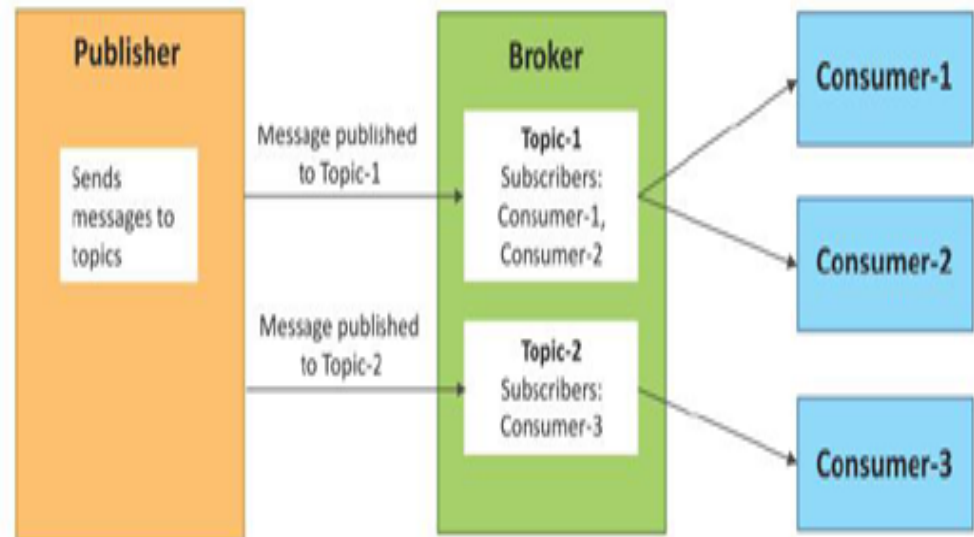 Publisher
Sends
messages to
topics
Message published
to Topic-1
Message published
to Topic-2
Broker
Topic-1
Subscribers:
Consumer-1,
Consumer-2
Topic-2
Subscribers:
Consumer-3
Consumer-1
Consumer-2
Consumer-3